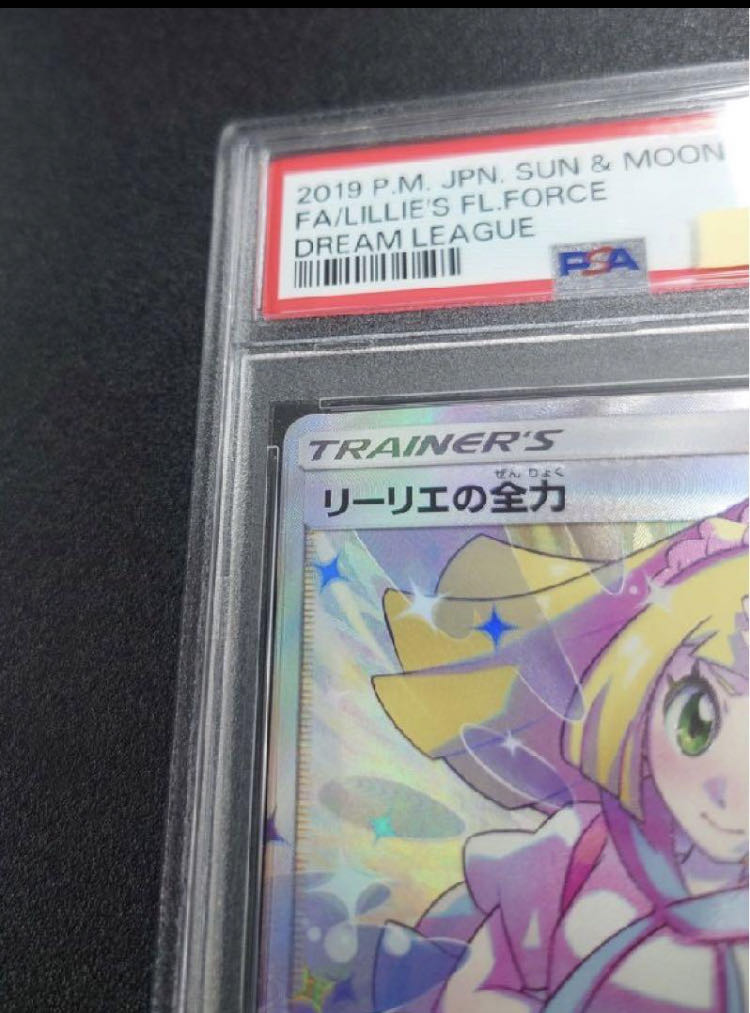 2019 P.M. JPN. SUN & MOON
FA/LILLIE'S FL.FORCE
DREAM LEAGUE
PSA
TRAINER'S
ぜん りょく
リーリエの全力